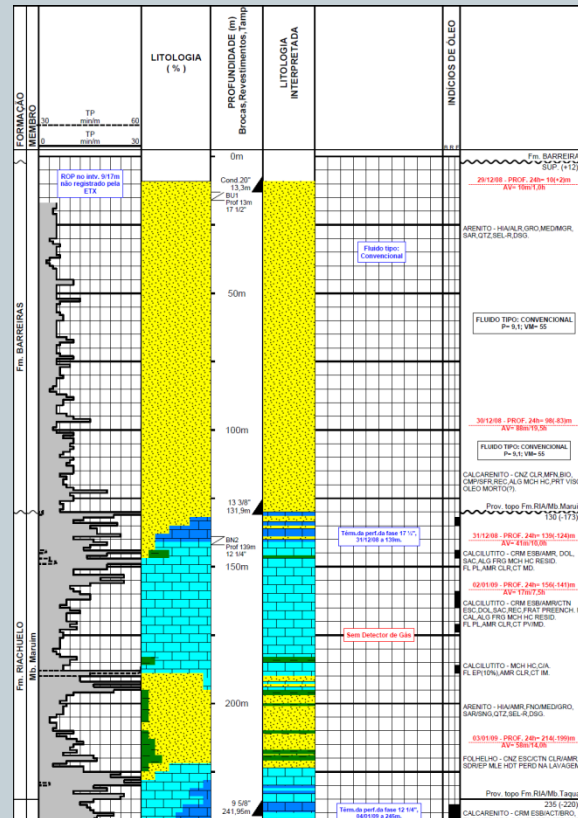 FORMAÇÃO
MEMBRO
30 TP 60
min/m
TP
0 min/m 30
LITOLOGIA
( % )
PROFUNDIDADE (m)
Brocas,Revestimentos,Tamp
LITOLOGIA
INTERPRETADA
INDÍCIOS DE ÓLEO
Fm. BARREIRAS
Fm. RIACHUELO
Mb. Maruim
ROP no intv. 9/17m
não registrado pela
ETX
0m
Cond.20"
13,3m
BU1
Prof 13m
17 1/2"
50m
100m
13 3/8"
131,9m
BN2
Prof 139m
12 1/4"
150m
200m
9 5/8"
241,95m
Fluido tipo:
Convencional
Térm.da perf.da fase 17 ½",
31/12/08 a 139m.
Sem Detector de Gás
Térm.da perf.da fase 12 1/4",
04/01/09 a 245m.
Fm. BARREIRA
SUP. (+12)
29/12/08 - PROF. 24h= 10(+2)m
AV= 10m/1,0h
ARENITO - HIA/ALR,GRO,MED/MGR,
SAR,QTZ,SEL-R,DSG.
FLUIDO TIPO: CONVENCIONAL
P= 9,1; VM= 55
30/12/08 - PROF. 24h= 98(-83)m
AV= 88m/19,5h
FLUIDO TIPO: CONVENCIONAL
P= 9,1; VM= 55
CALCARENITO - CNZ CLR,MFN,BIO,
CMP/SFR,REC,ALG MCH HC,PRT VISC
OLEO MORTO(?).
Prov. topo Fm.RIA/Mb.Maruim
130 (-173)
31/12/08 - PROF. 24h= 139(-124)m
AV= 41m/16,0h
CALCILUTITO - CRM ESB/AMR, DOL,
SAC,ALG FRG MCH HC RESID.
FL PL,AMR CLR,CT MD.
02/01/09 - PROF. 24h= 156(-141)m
AV= 17m/7,5h
CALCILUTITO - CRM ESB/AMR/CTN
ESC,DOL,SAC,REC,FRAT PREENCH.
CAL,ALG FRG MCH HC RESID.
FL PL,AMR CLR,CT PV/MD.
CALCILUTITO - MCH HC,C/A.
FL EP(10%),AMR CLR,CT IM.
ARENITO - HIA/AMR,FNO/MED/GRO,
SAR/SNG,QTZ,SEL-R,DSG.
03/01/09 - PROF. 24h= 214(-199)m
AV= 58m/14,0h
FOLHELHO - CNZ ESC/CTN CLR/AMR,
SDR/EP MLE HDT PERD NA LAVAGEM
Prov. topo Fm.RIA/Mb.Taqua
235 (-220)
CALCARENITO - CRM ESB/ACT/BRO,